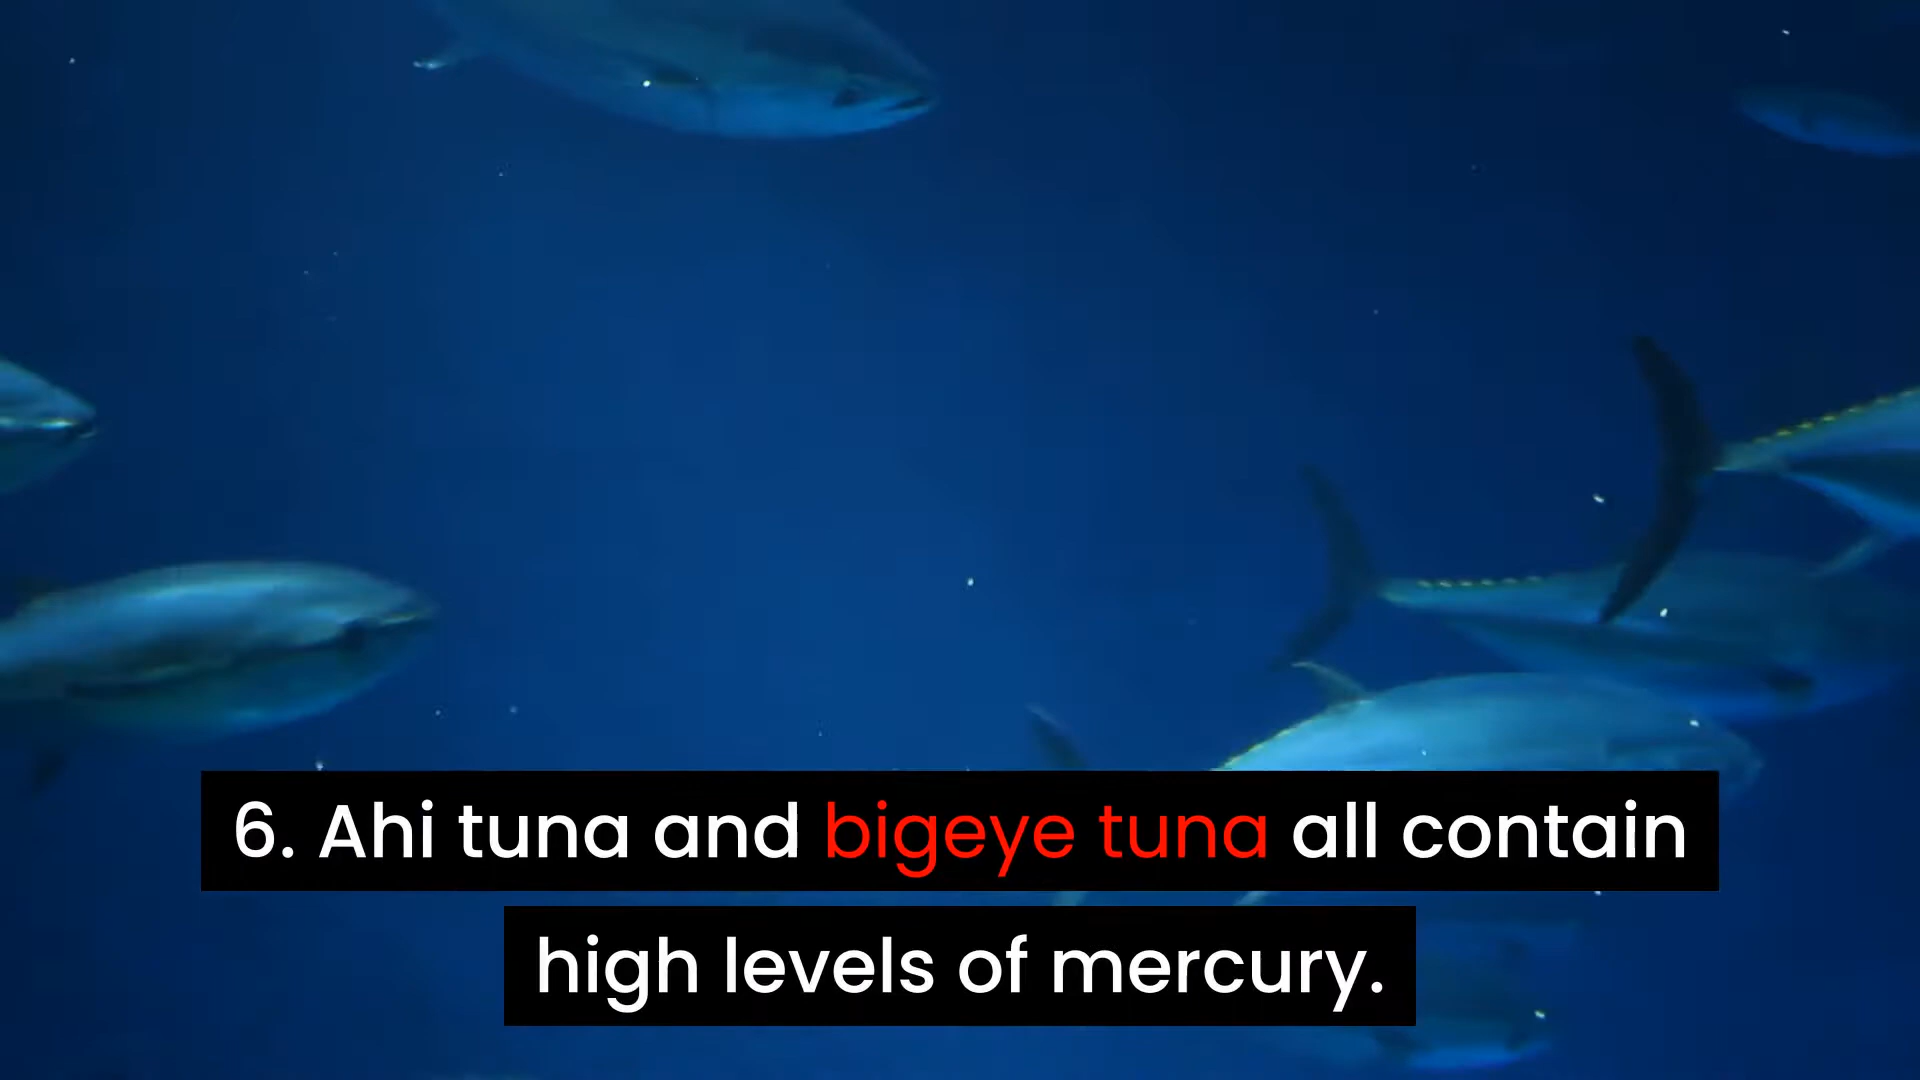 6. Ahi tuna and bigeye tuna all contain
high levels of mercury.